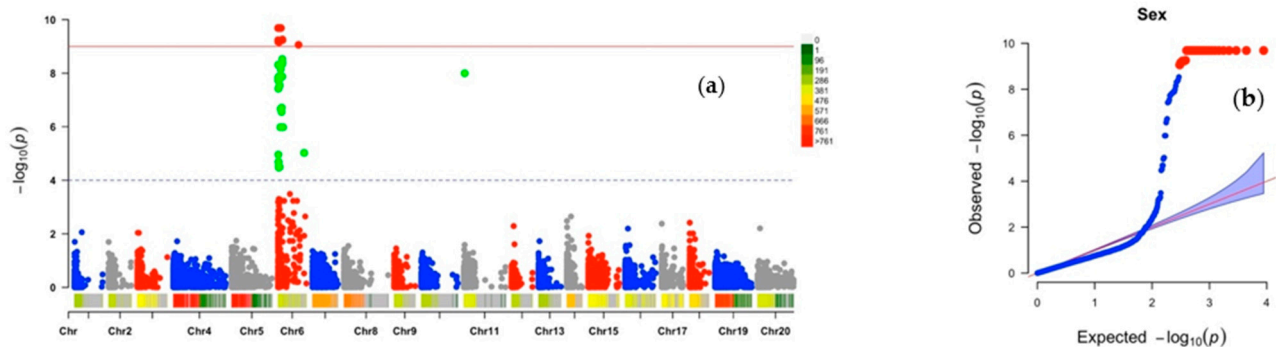 10
8
6
4
2
0
−log₁₀(p)
(a)
0
1
96
191
286
381
476
571
666
761
>761
Chr Chr2 Chr4 Chr5 Chr6 Chr8 Chr9 Chr11 Chr13 Chr15 Chr17 Chr19 Chr20
Sex
10
8
6
4
2
0
Observed −log₁₀(p)
(b)
0 1 2 3 4
Expected −log₁₀(p)